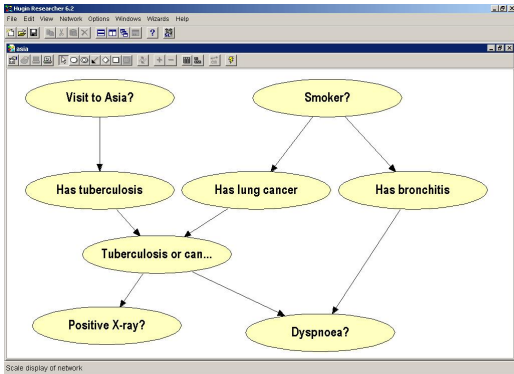 Hugin Researcher 6.2
File Edit View Network Options Windows Wizards Help
asia
Visit to Asia?
Smoker?
Has tuberculosis
Has lung cancer
Has bronchitis
Tuberculosis or can...
Positive X-ray?
Dyspnoea?
Scale display of network